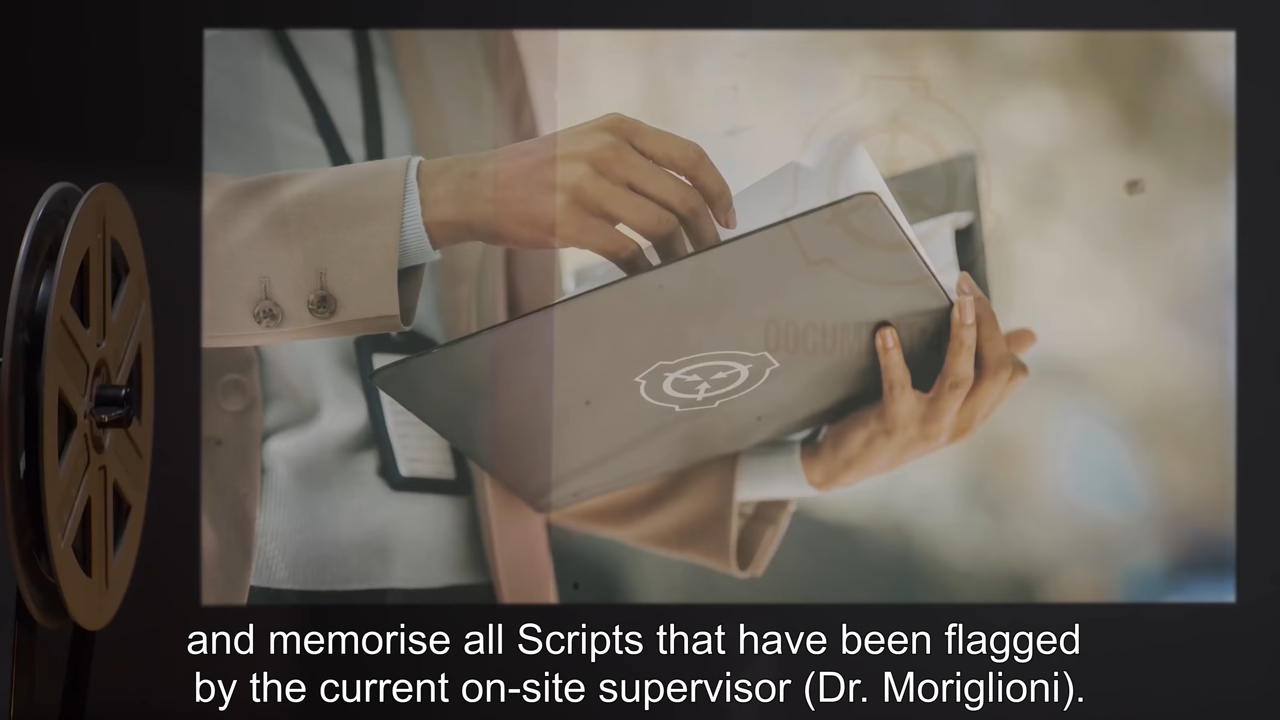 and memorise all Scripts that have been flagged
by the current on-site supervisor (Dr. Moriglioni).